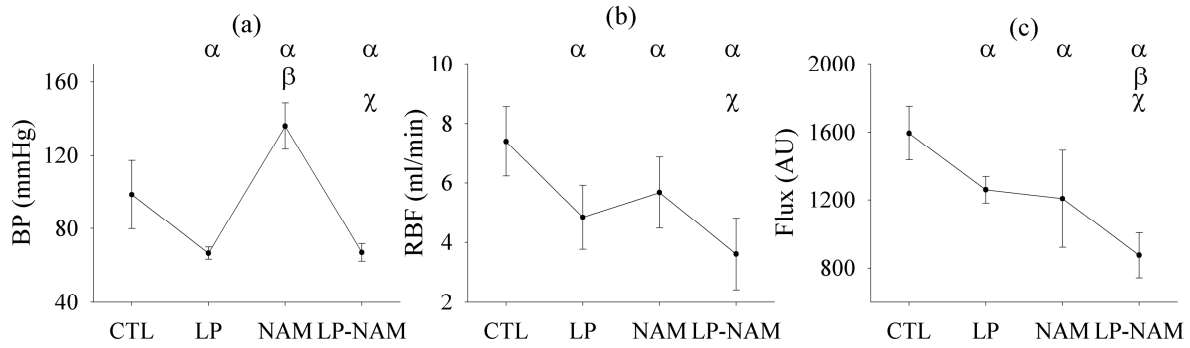 (a)
α α α
β
χ
BP (mmHg)
160
120
80
40
CTL LP NAM LP-NAM
(b)
α α α
χ
RBF (ml/min)
8
6
4
2
CTL LP NAM LP-NAM
(c)
α α α
β
χ
Flux (AU)
2000
1600
1200
800
CTL LP NAM LP-NAM